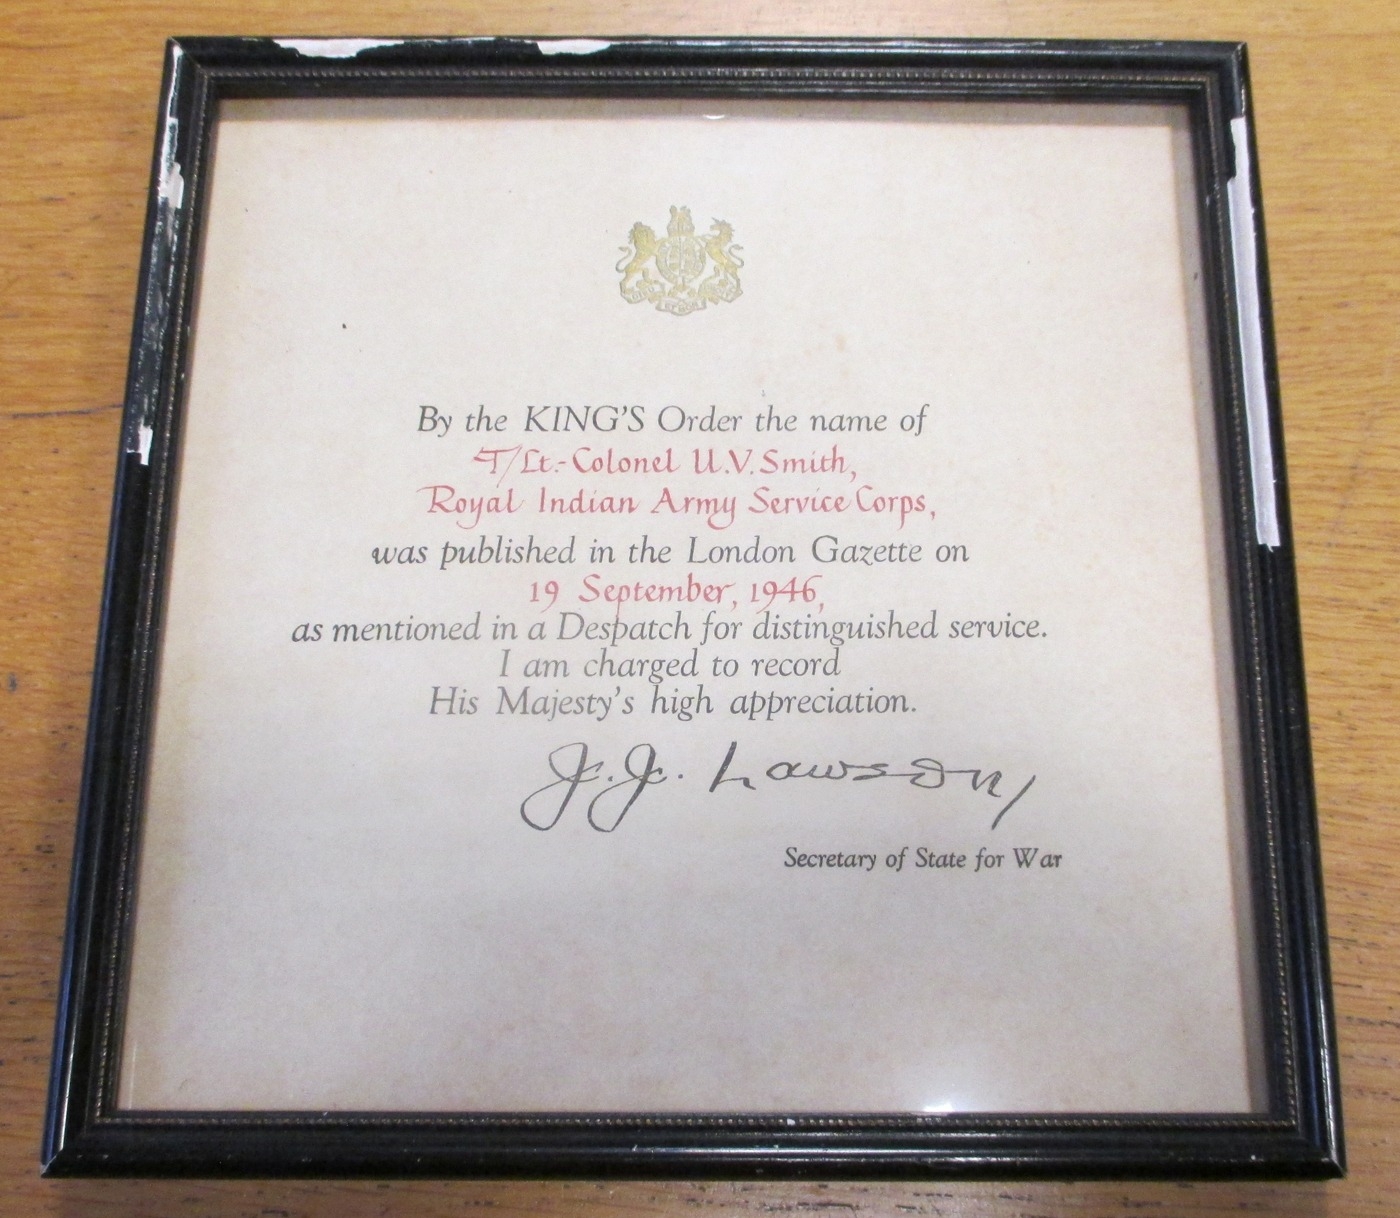 By the KING'S Order the name of
T/Lt.-Colonel U.V. Smith,
Royal Indian Army Service Corps,
was published in the London Gazette on
19 September, 1946,
as mentioned in a Despatch for distinguished service.
I am charged to record
His Majesty's high appreciation.
J.J. Lawson
Secretary of State for War